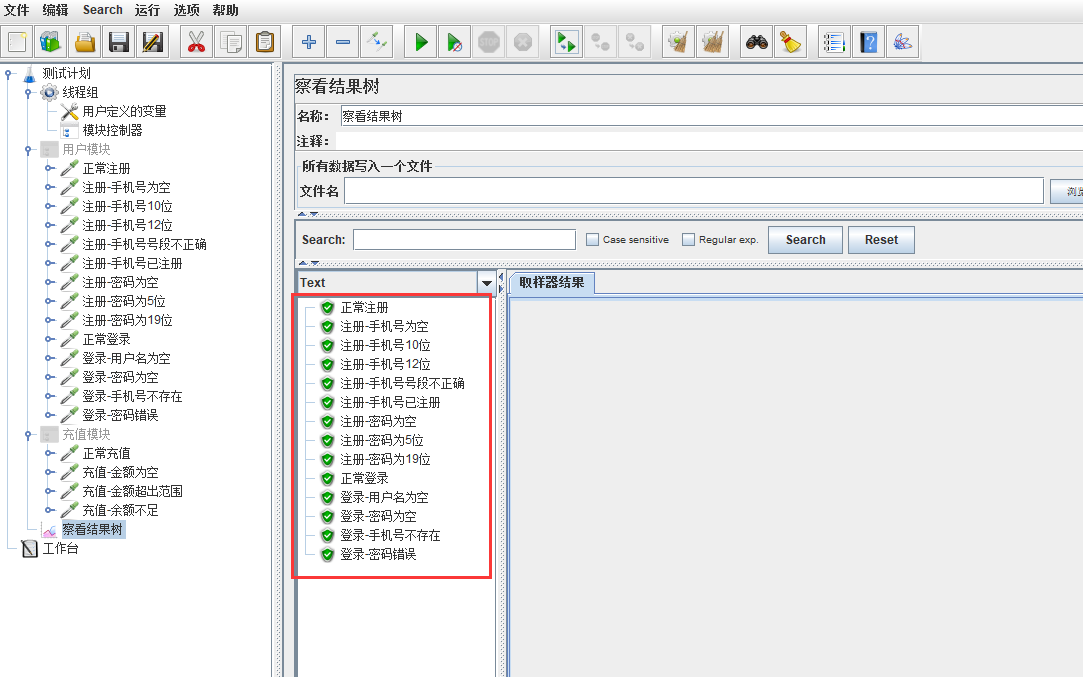 文件 编辑 Search 运行 选项 帮助
STOP
测试计划
线程组
用户定义的变量
模块控制器
用户模块
正常注册
注册-手机号为空
注册-手机号10位
注册-手机号12位
注册-手机号号段不正确
注册-手机号已注册
注册-密码为空
注册-密码为5位
注册-密码为19位
正常登录
登录-用户名为空
登录-密码为空
登录-手机号不存在
登录-密码错误
充值模块
正常充值
充值-金额为空
充值-金额超出范围
充值-余额不足
察看结果树
工作台
察看结果树
名称： 察看结果树
注释：
所有数据写入一个文件
文件名 浏览
Search: Case sensitive Regular exp. Search Reset
Text
取样器结果
正常注册
注册-手机号为空
注册-手机号10位
注册-手机号12位
注册-手机号号段不正确
注册-手机号已注册
注册-密码为空
注册-密码为5位
注册-密码为19位
正常登录
登录-用户名为空
登录-密码为空
登录-手机号不存在
登录-密码错误